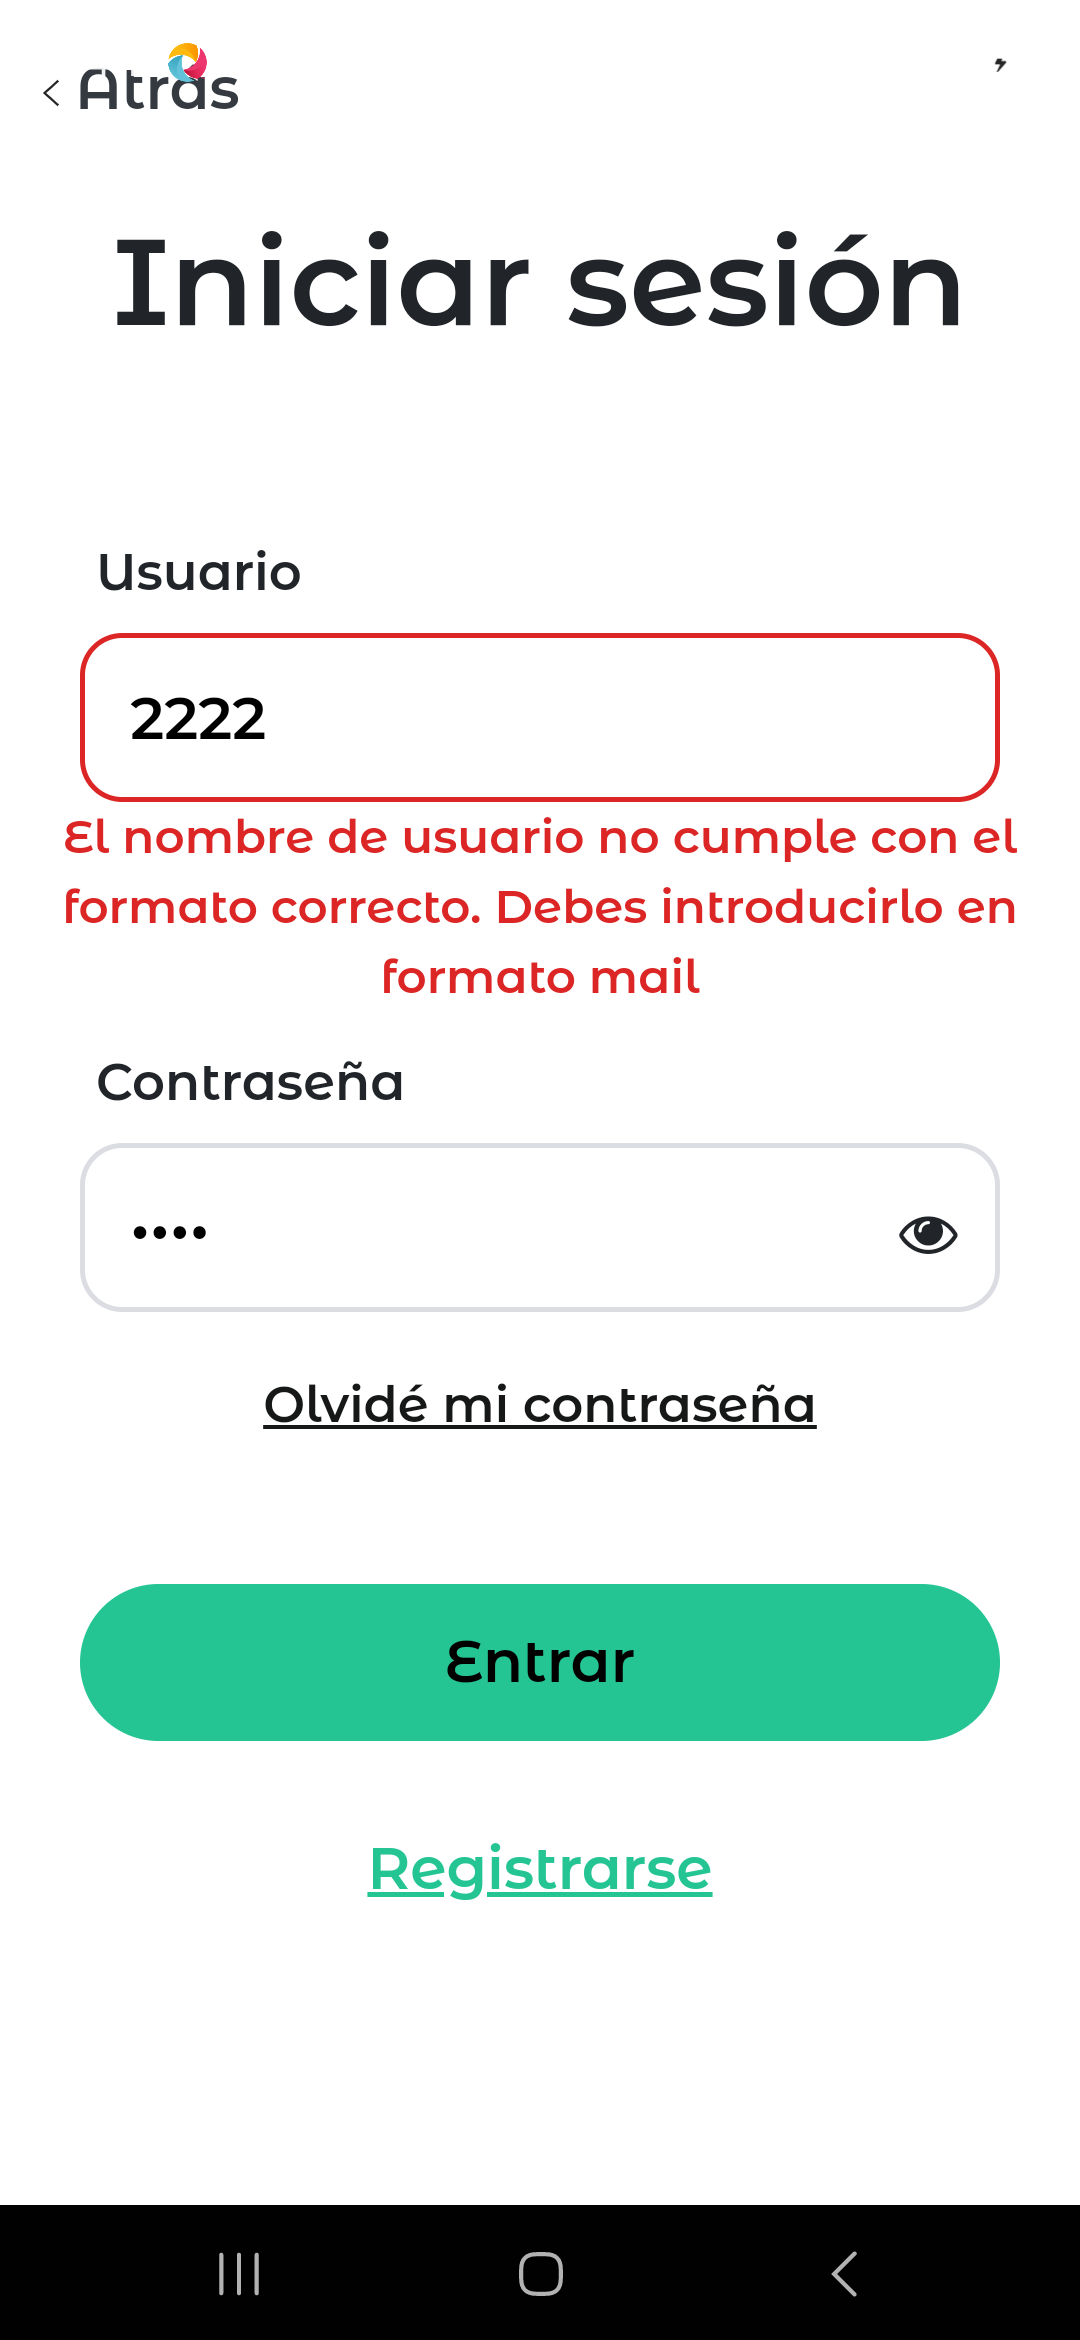 Atrás
Iniciar sesión
Usuario
2222
El nombre de usuario no cumple con el
formato correcto. Debes introducirlo en
formato mail
Contraseña
••••
Olvidé mi contraseña
Entrar
Registrarse